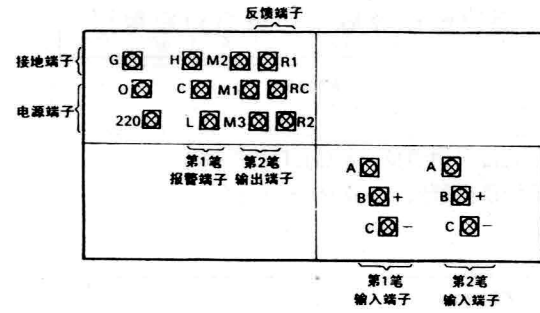 反馈端子
接地端子
G H M2 R1
电源端子
O C M1 RC
220 L M3 R2
第1笔 第2笔
报警端子 输出端子
A A
B + B +
C − C −
第1笔 第2笔
输入端子 输入端子